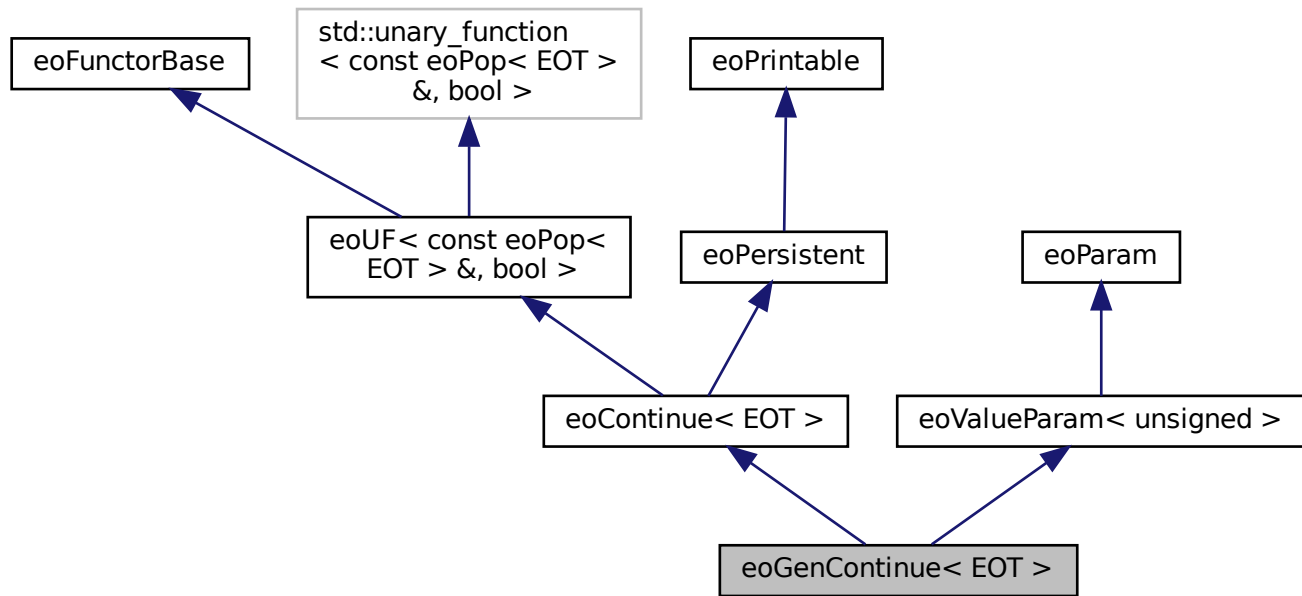 eoFunctorBase
std::unary_function
< const eoPop< EOT >
&, bool >
eoPrintable
eoUF< const eoPop<
EOT > &, bool >
eoPersistent
eoParam
eoContinue< EOT >
eoValueParam< unsigned >
eoGenContinue< EOT >